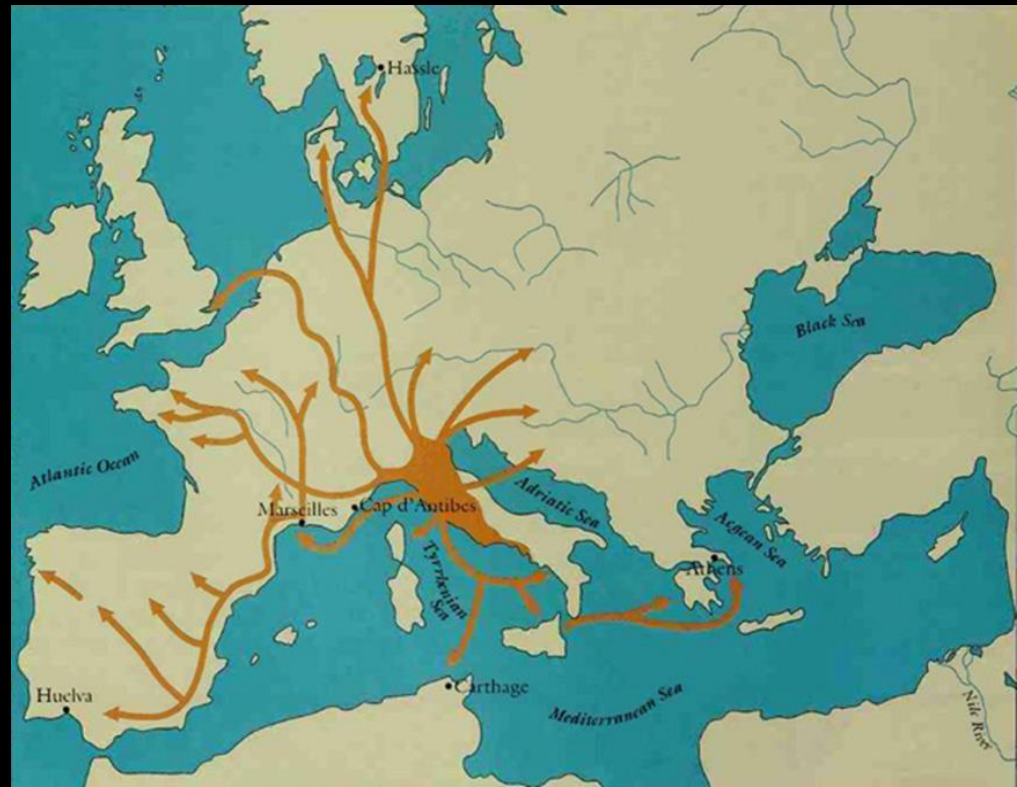 Hassle
Black Sea
Atlantic Ocean
Adriatic Sea
Marseilles
Cap d'Antibes
Aegean Sea
Tyrrhenian
Sea
Athens
Huelva
Carthage
Mediterranean Sea
Nile River